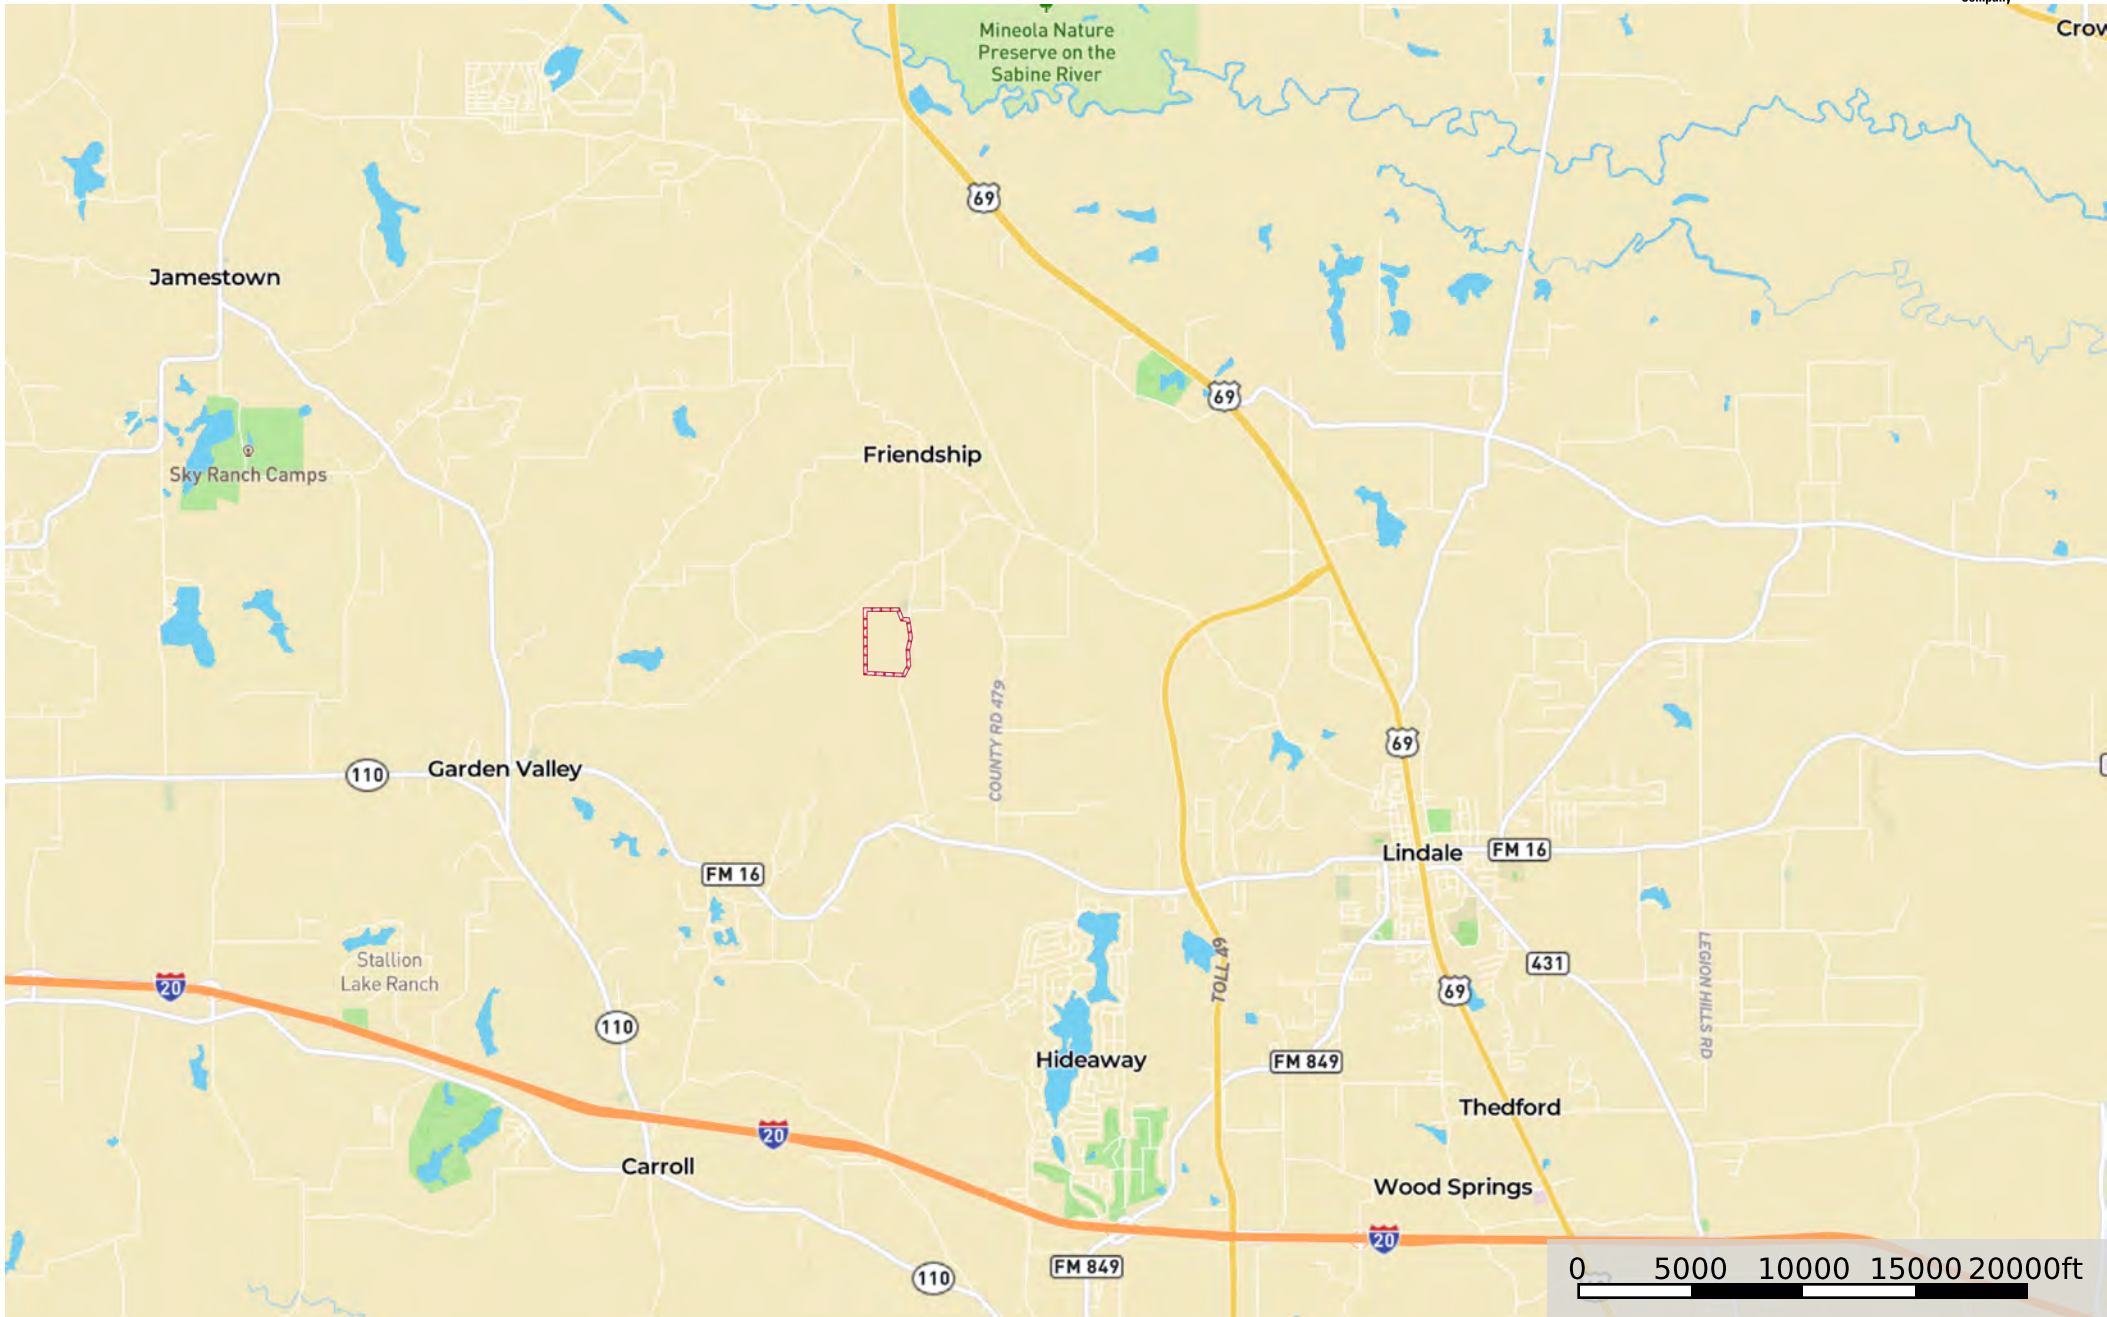 Company
Mineola Nature
Preserve on the
Sabine River
Crow
69
Jamestown
69
Friendship
Sky Ranch Camps
COUNTY RD 479
69
110
Garden Valley
Lindale
FM 16
FM 16
Stallion
Lake Ranch
TOLL 49
LEGION HILLS RD
431
20
69
110
Hideaway
FM 849
Thedford
20
Carroll
Wood Springs
20
FM 849
110
0 5000 10000 15000 20000ft